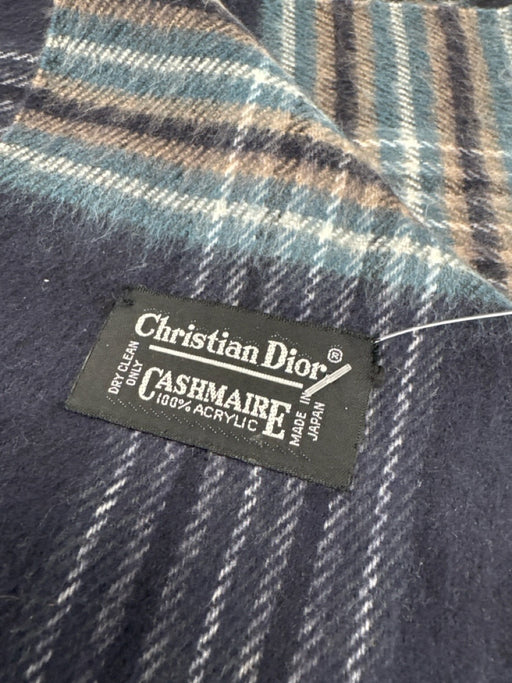 Christian Dior®
DRY CLEAN
ONLY
CASHMAIRE
100% ACRYLIC
MADE IN
JAPAN